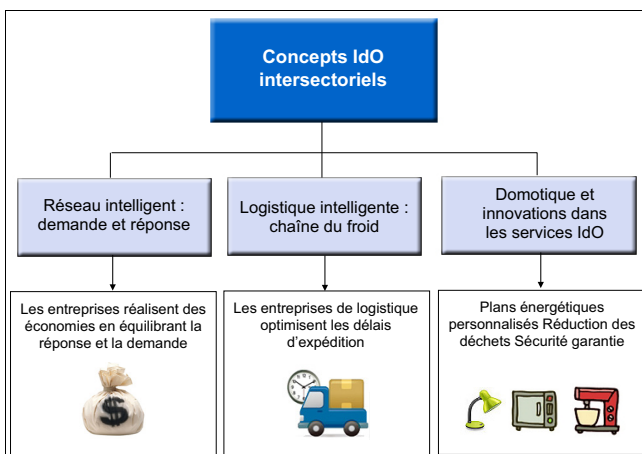 Concepts IdO
intersectoriels
Réseau intelligent :
demande et réponse
Logistique intelligente :
chaîne du froid
Domotique et
innovations dans
les services IdO
Les entreprises réalisent des
économies en équilibrant la
réponse et la demande
Les entreprises de logistique
optimisent les délais
d’expédition
Plans énergétiques
personnalisés Réduction des
déchets Sécurité garantie
$